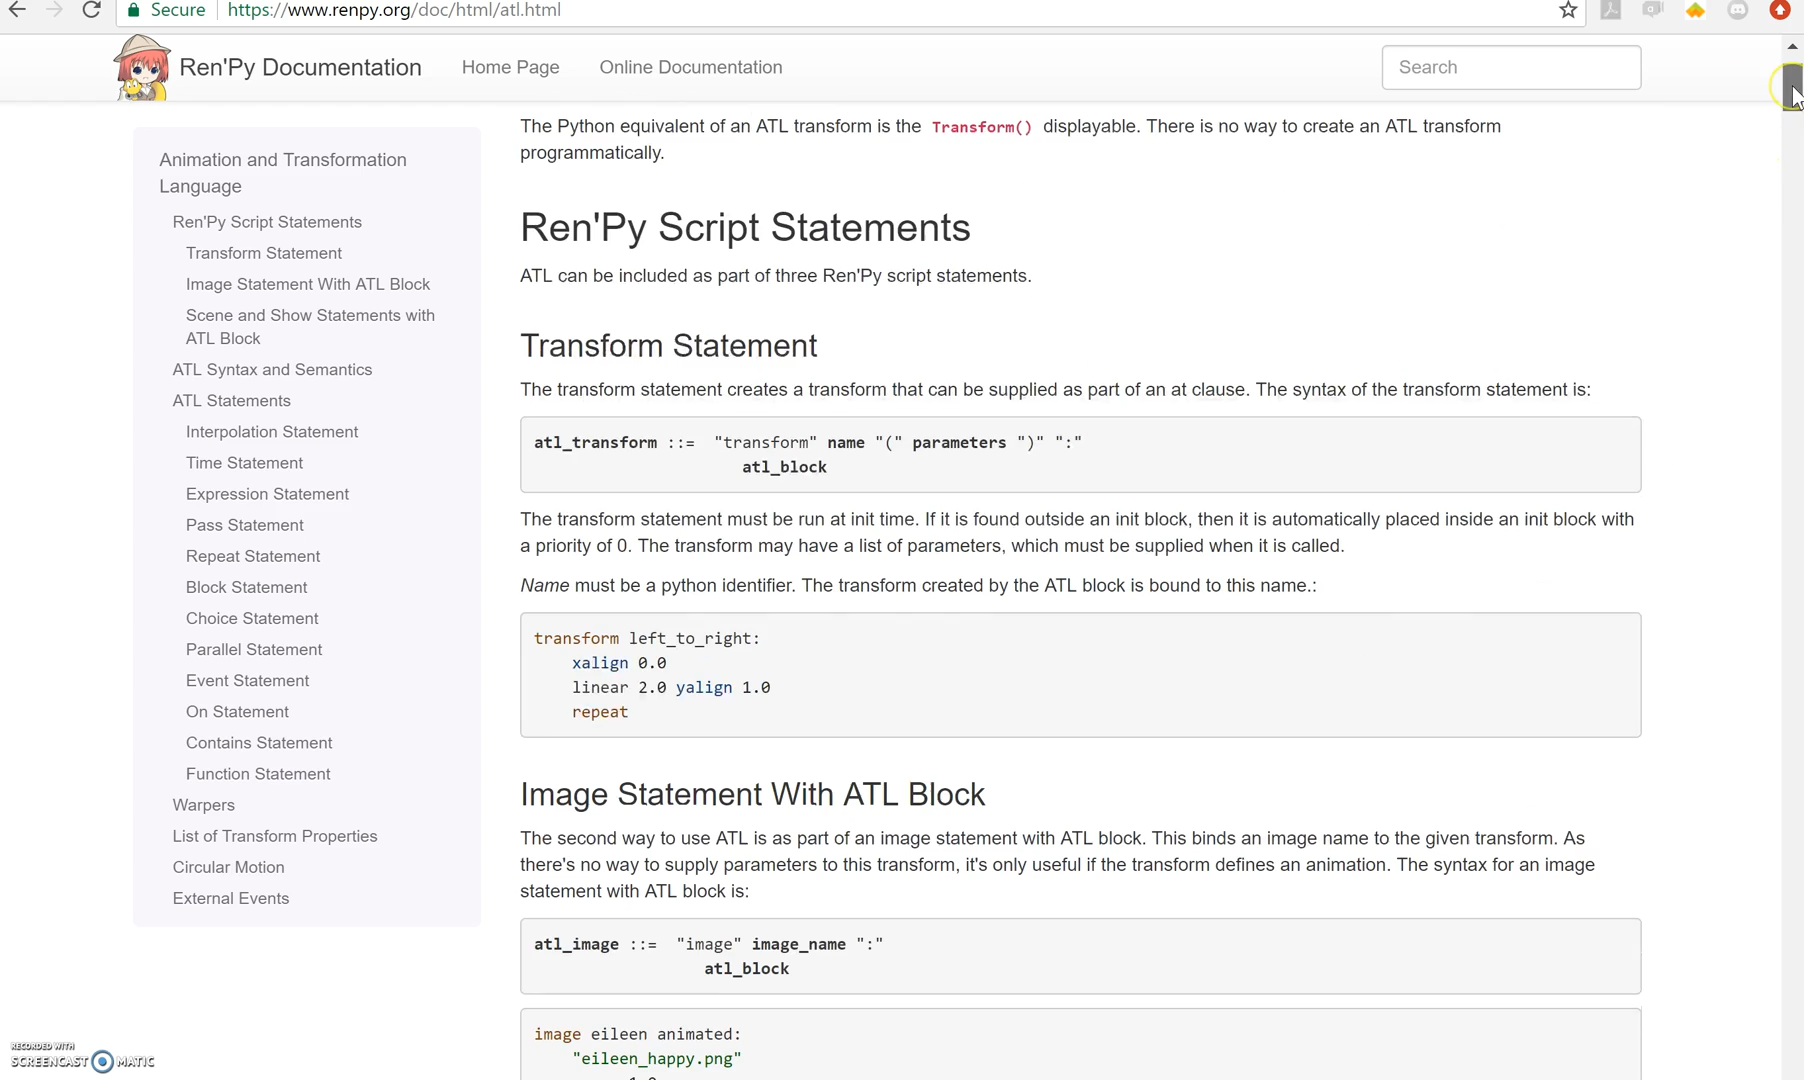 Secure https://www.renpy.org/doc/html/atl.html
Ren'Py Documentation Home Page Online Documentation Search
Animation and Transformation
Language
Ren'Py Script Statements
Transform Statement
Image Statement With ATL Block
Scene and Show Statements with
ATL Block
ATL Syntax and Semantics
ATL Statements
Interpolation Statement
Time Statement
Expression Statement
Pass Statement
Repeat Statement
Block Statement
Choice Statement
Parallel Statement
Event Statement
On Statement
Contains Statement
Function Statement
Warpers
List of Transform Properties
Circular Motion
External Events
The Python equivalent of an ATL transform is the Transform() displayable. There is no way to create an ATL transform
programmatically.
Ren'Py Script Statements
ATL can be included as part of three Ren'Py script statements.
Transform Statement
The transform statement creates a transform that can be supplied as part of an at clause. The syntax of the transform statement is:
atl_transform ::= "transform" name "(" parameters ")" ":"
atl_block
The transform statement must be run at init time. If it is found outside an init block, then it is automatically placed inside an init block with
a priority of 0. The transform may have a list of parameters, which must be supplied when it is called.
Name must be a python identifier. The transform created by the ATL block is bound to this name.:
transform left_to_right:
xalign 0.0
linear 2.0 yalign 1.0
repeat
Image Statement With ATL Block
The second way to use ATL is as part of an image statement with ATL block. This binds an image name to the given transform. As
there's no way to supply parameters to this transform, it's only useful if the transform defines an animation. The syntax for an image
statement with ATL block is:
atl_image ::= "image" image_name ":"
atl_block
image eileen animated:
"eileen_happy.png"
RECORDED WITH
SCREENCAST MATIC